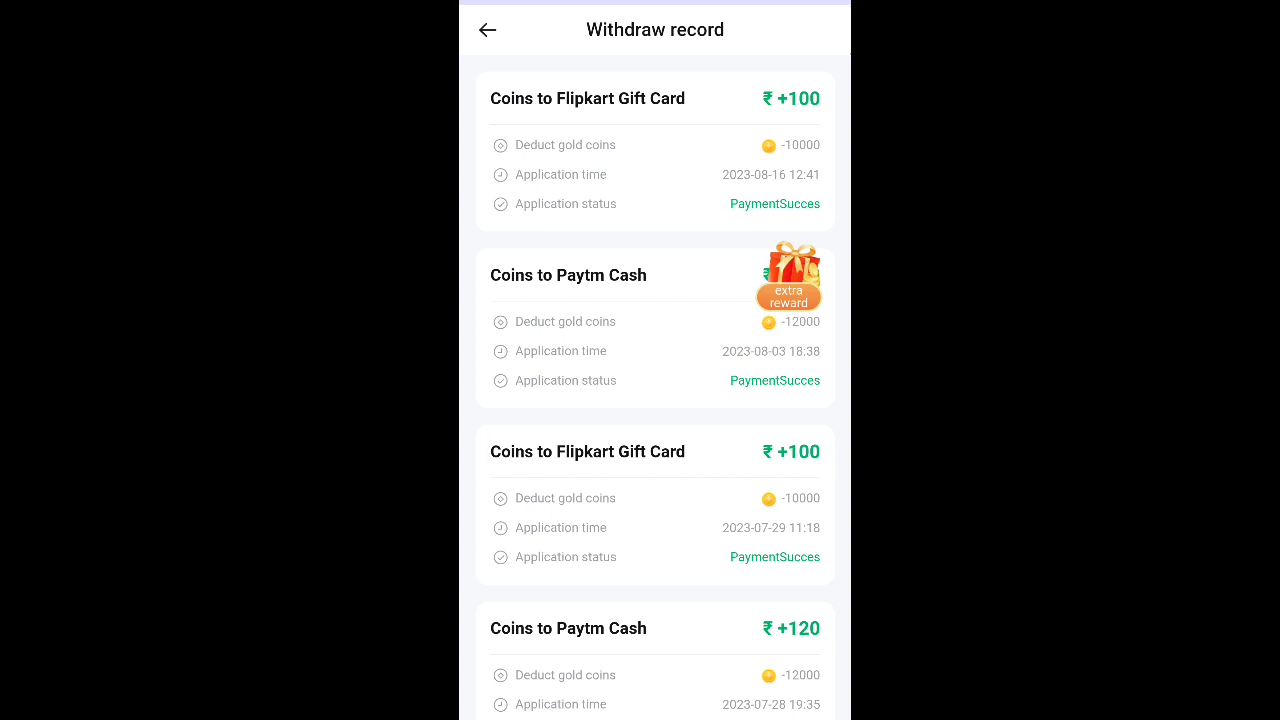 Withdraw record
Coins to Flipkart Gift Card ₹ +100
Deduct gold coins -10000
Application time 2023-08-16 12:41
Application status PaymentSucces
Coins to Paytm Cash ₹
extra
reward
Deduct gold coins -12000
Application time 2023-08-03 18:38
Application status PaymentSucces
Coins to Flipkart Gift Card ₹ +100
Deduct gold coins -10000
Application time 2023-07-29 11:18
Application status PaymentSucces
Coins to Paytm Cash ₹ +120
Deduct gold coins -12000
Application time 2023-07-28 19:35